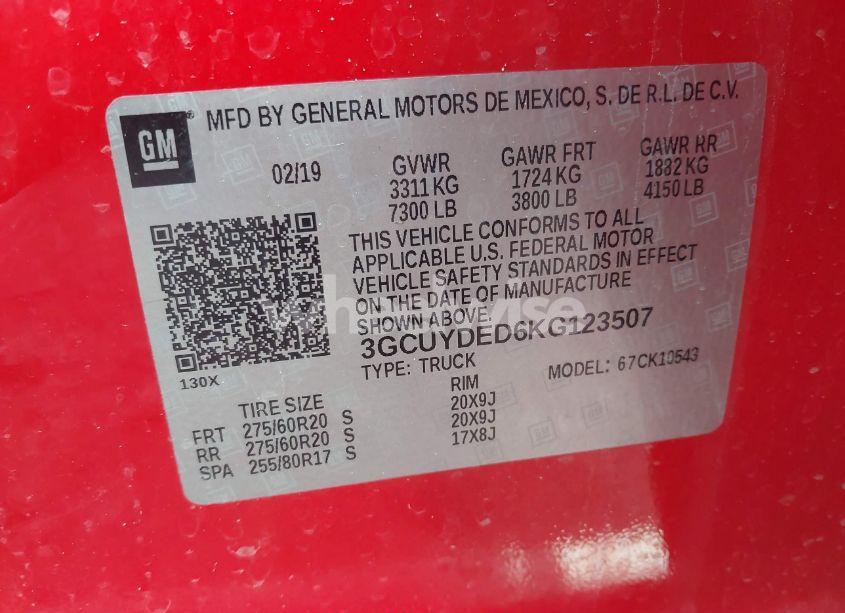 GM
®
MFD BY GENERAL MOTORS DE MEXICO, S. DE R.L. DE C.V.
02/19 GVWR GAWR FRT GAWR RR
3311 KG 1724 KG 1882 KG
7300 LB 3800 LB 4150 LB
THIS VEHICLE CONFORMS TO ALL
APPLICABLE U.S. FEDERAL MOTOR
VEHICLE SAFETY STANDARDS IN EFFECT
ON THE DATE OF MANUFACTURE
SHOWN ABOVE.
3GCUYDED6KG123507
130X
TYPE: TRUCK MODEL: 67CK10543
TIRE SIZE RIM
FRT 275/60R20 S 20X9J
RR 275/60R20 S 20X9J
SPA 255/80R17 S 17X8J